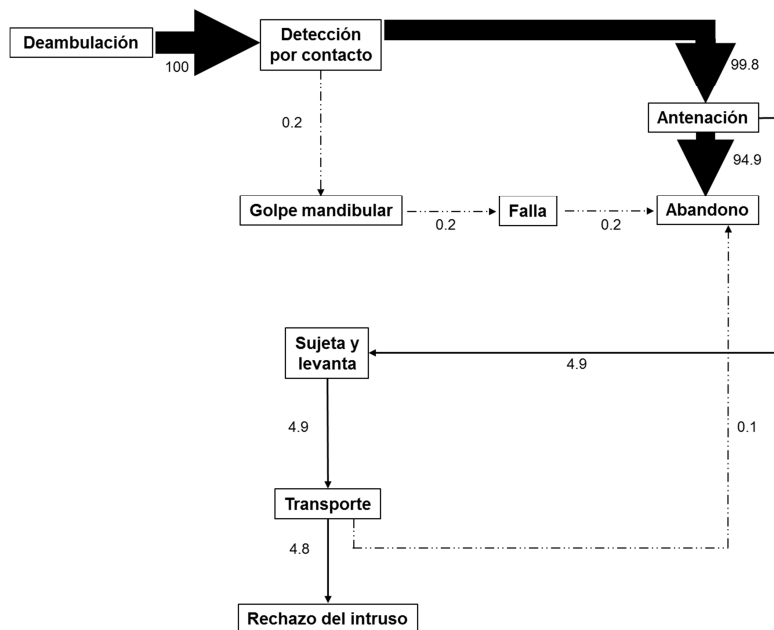 Deambulación
100
Detección
por contacto
99.8
0.2
Antenación
94.9
Golpe mandibular
0.2
Falla
0.2
Abandono
Sujeta y
levanta
4.9
4.9
0.1
Transporte
4.8
Rechazo del intruso